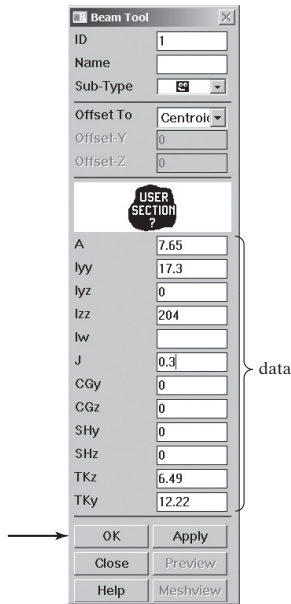 Beam Tool
ID 1
Name
Sub-Type
Offset To Centroid
Offset-Y 0
Offset-Z 0
USER
SECTION
?
A 7.65
Iyy 17.3
Iyz 0
Izz 204
Iw
J 0.3
CGy 0
CGz 0
SHy 0
SHz 0
TKz 6.49
TKy 12.22
data
OK Apply
Close Preview
Help Meshview